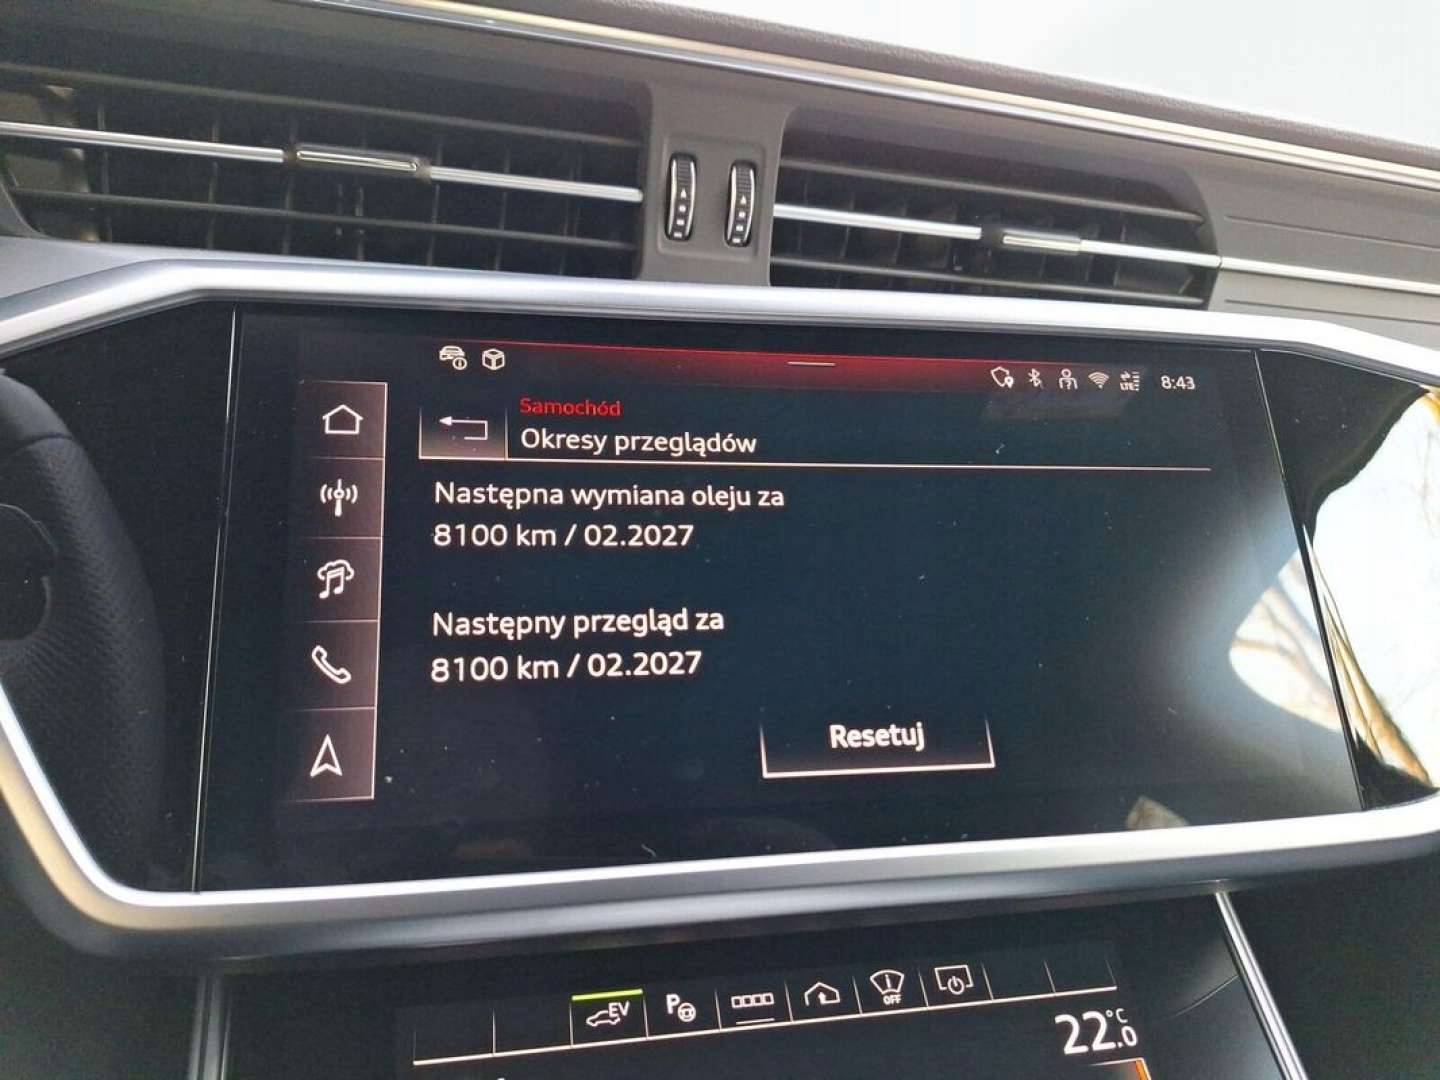 LTE
8:43
Samochód
Okresy przeglądów
Następna wymiana oleju za
8100 km / 02.2027
Następny przegląd za
8100 km / 02.2027
Resetuj
EV
P
OFF
22.0 °C